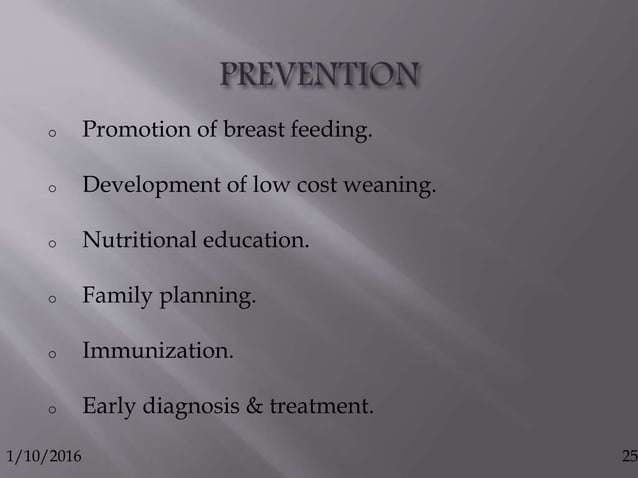 PREVENTION
o Promotion of breast feeding.
o Development of low cost weaning.
o Nutritional education.
o Family planning.
o Immunization.
o Early diagnosis & treatment.
1/10/2016 25